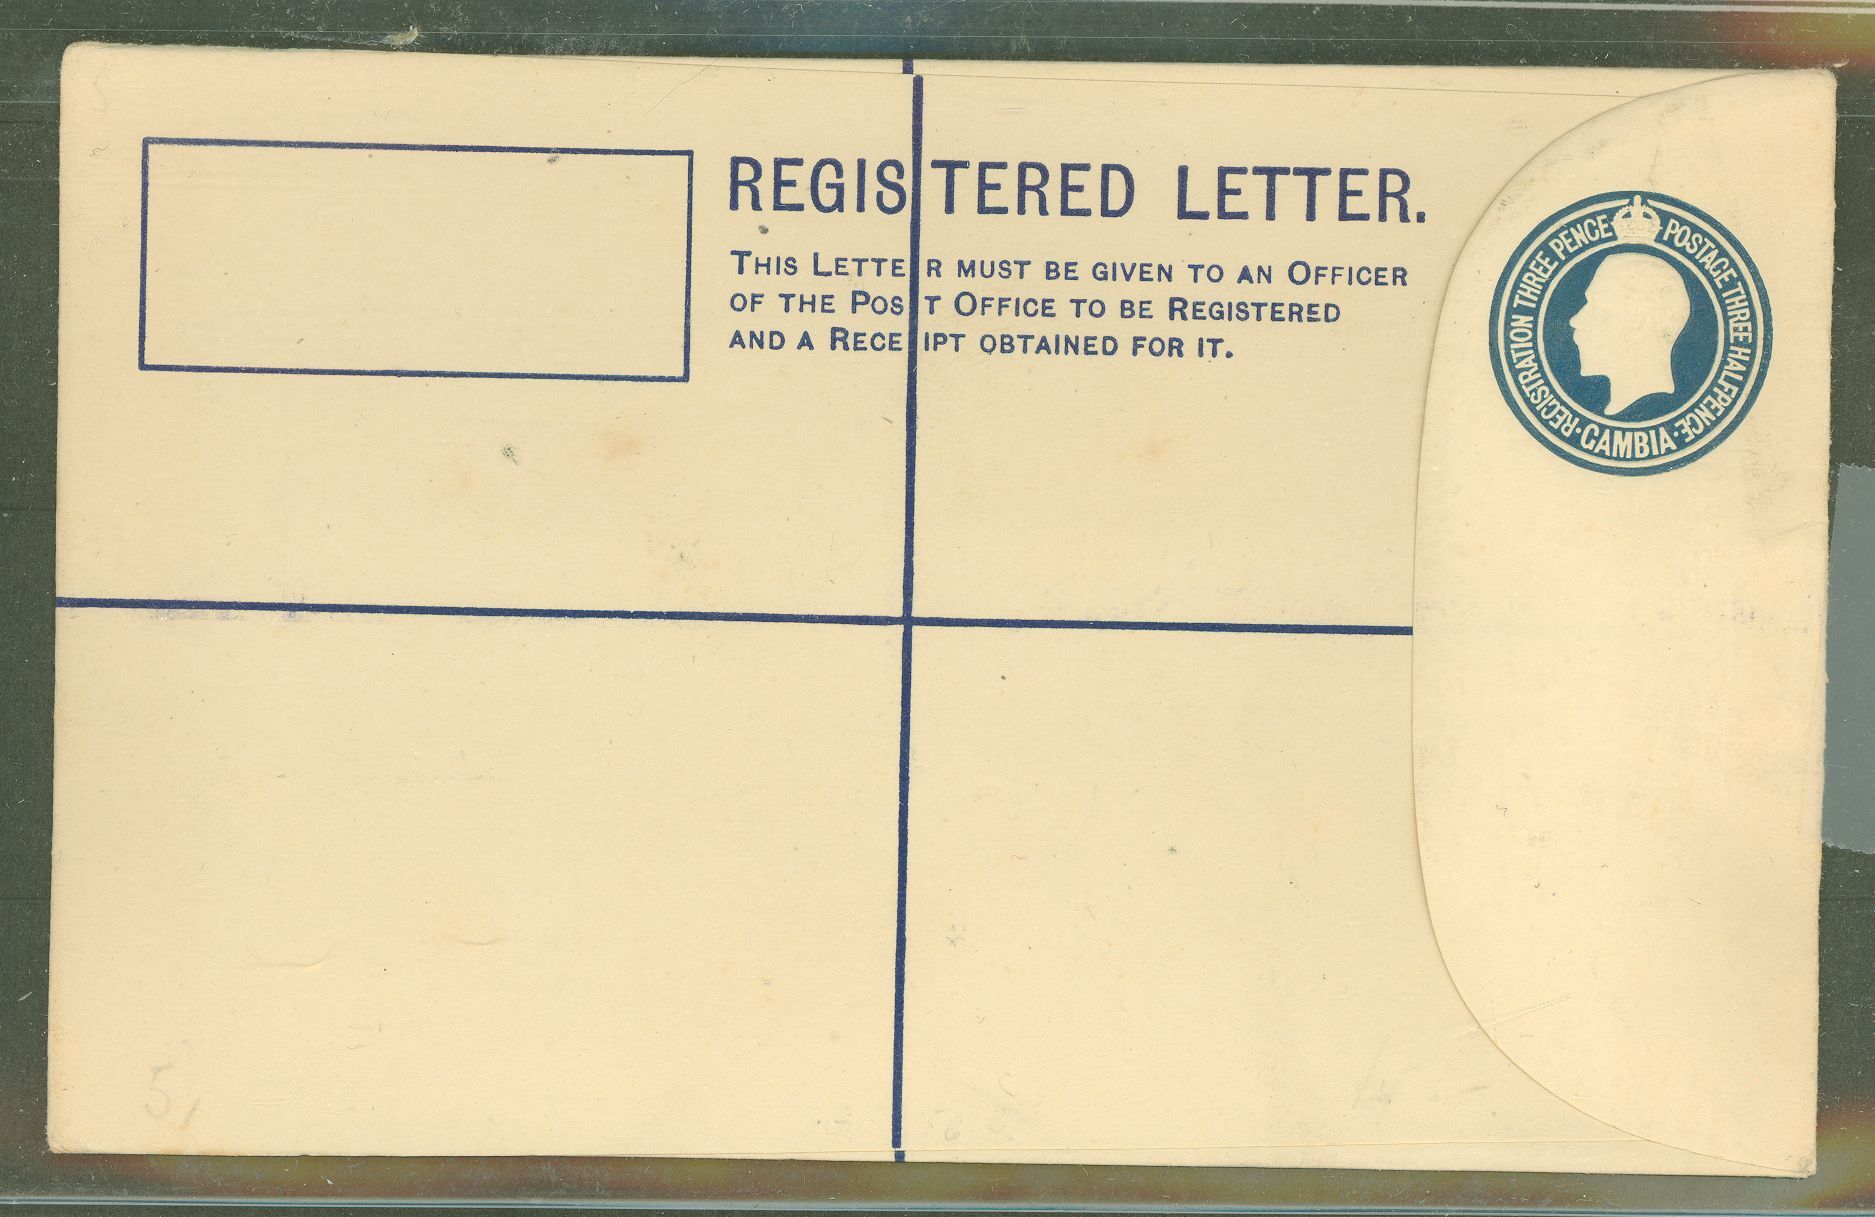 REGISTERED LETTER.
THIS LETTER MUST BE GIVEN TO AN OFFICER
OF THE POST OFFICE TO BE REGISTERED
AND A RECEIPT OBTAINED FOR IT.
REGISTRATION THREE PENCE POSTAGE THREE HALFPENCE
· GAMBIA ·